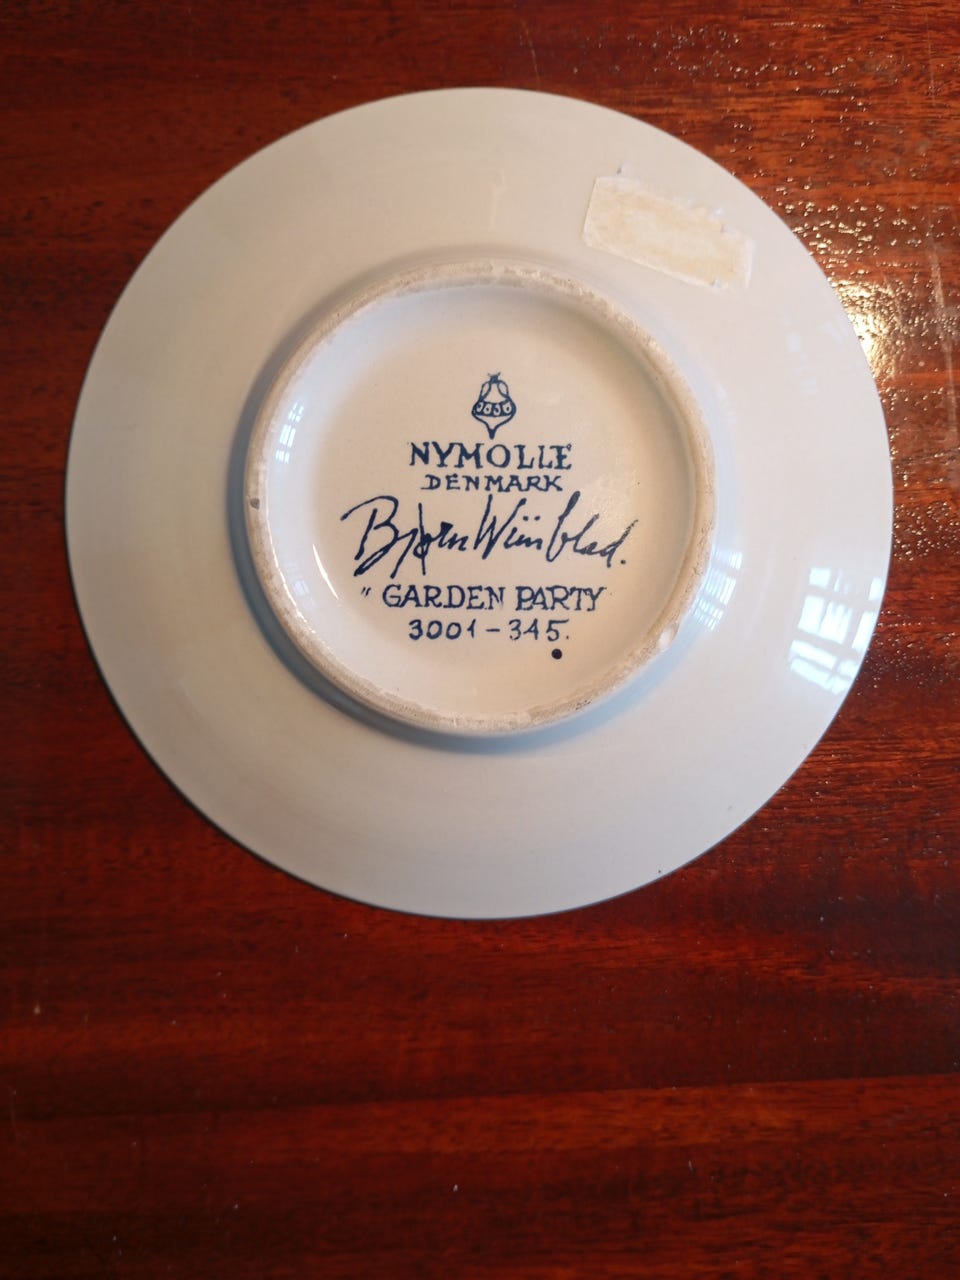 NYMOLLE
DENMARK
Bjørn Wiinblad.
" GARDEN PARTY
3001-345.